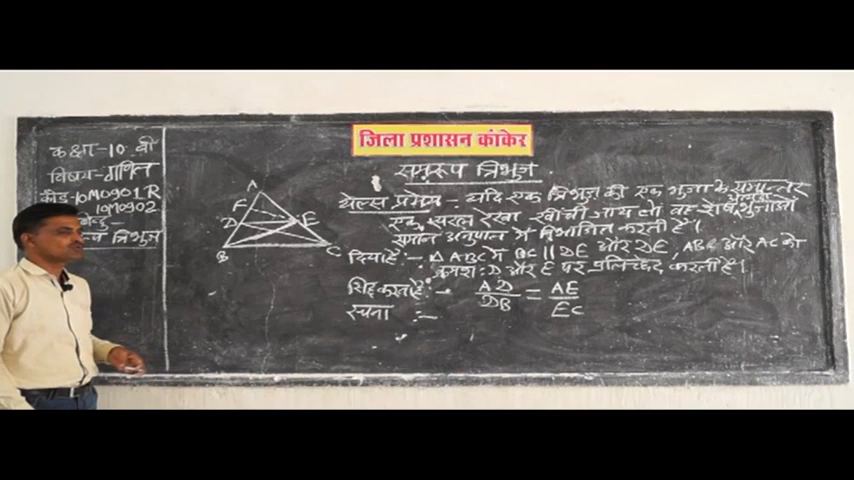 जिला प्रशासन कांकेर
कक्षा-10 वी
विषय-गणित
कोड-10M0901R
10M0902
त्रिभुज
समरूप त्रिभुज
थेल्स प्रमेय - यदि एक त्रिभुज की एक भुजा के समान्तर
एक सरल रेखा खींची जाय तो वह शेष भुजाओं
समान अनुपात में विभाजित करती है।
दिया है :- △ABC में BC || DE और DE, AB और AC को
क्रमशः D और E पर प्रतिच्छेद करती है।
सिद्ध करना है :- AD/DB = AE/EC
रचना :-
A
F
D
E
B
C